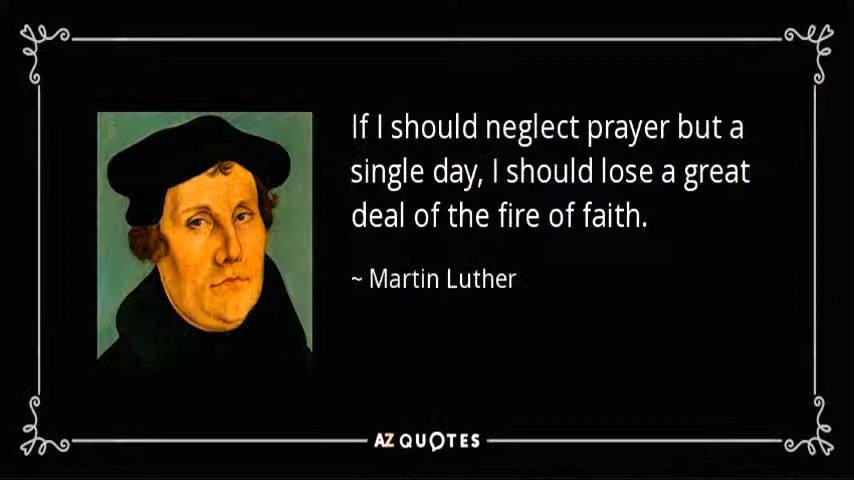 If I should neglect prayer but a
single day, I should lose a great
deal of the fire of faith.
~ Martin Luther
AZ QUOTES